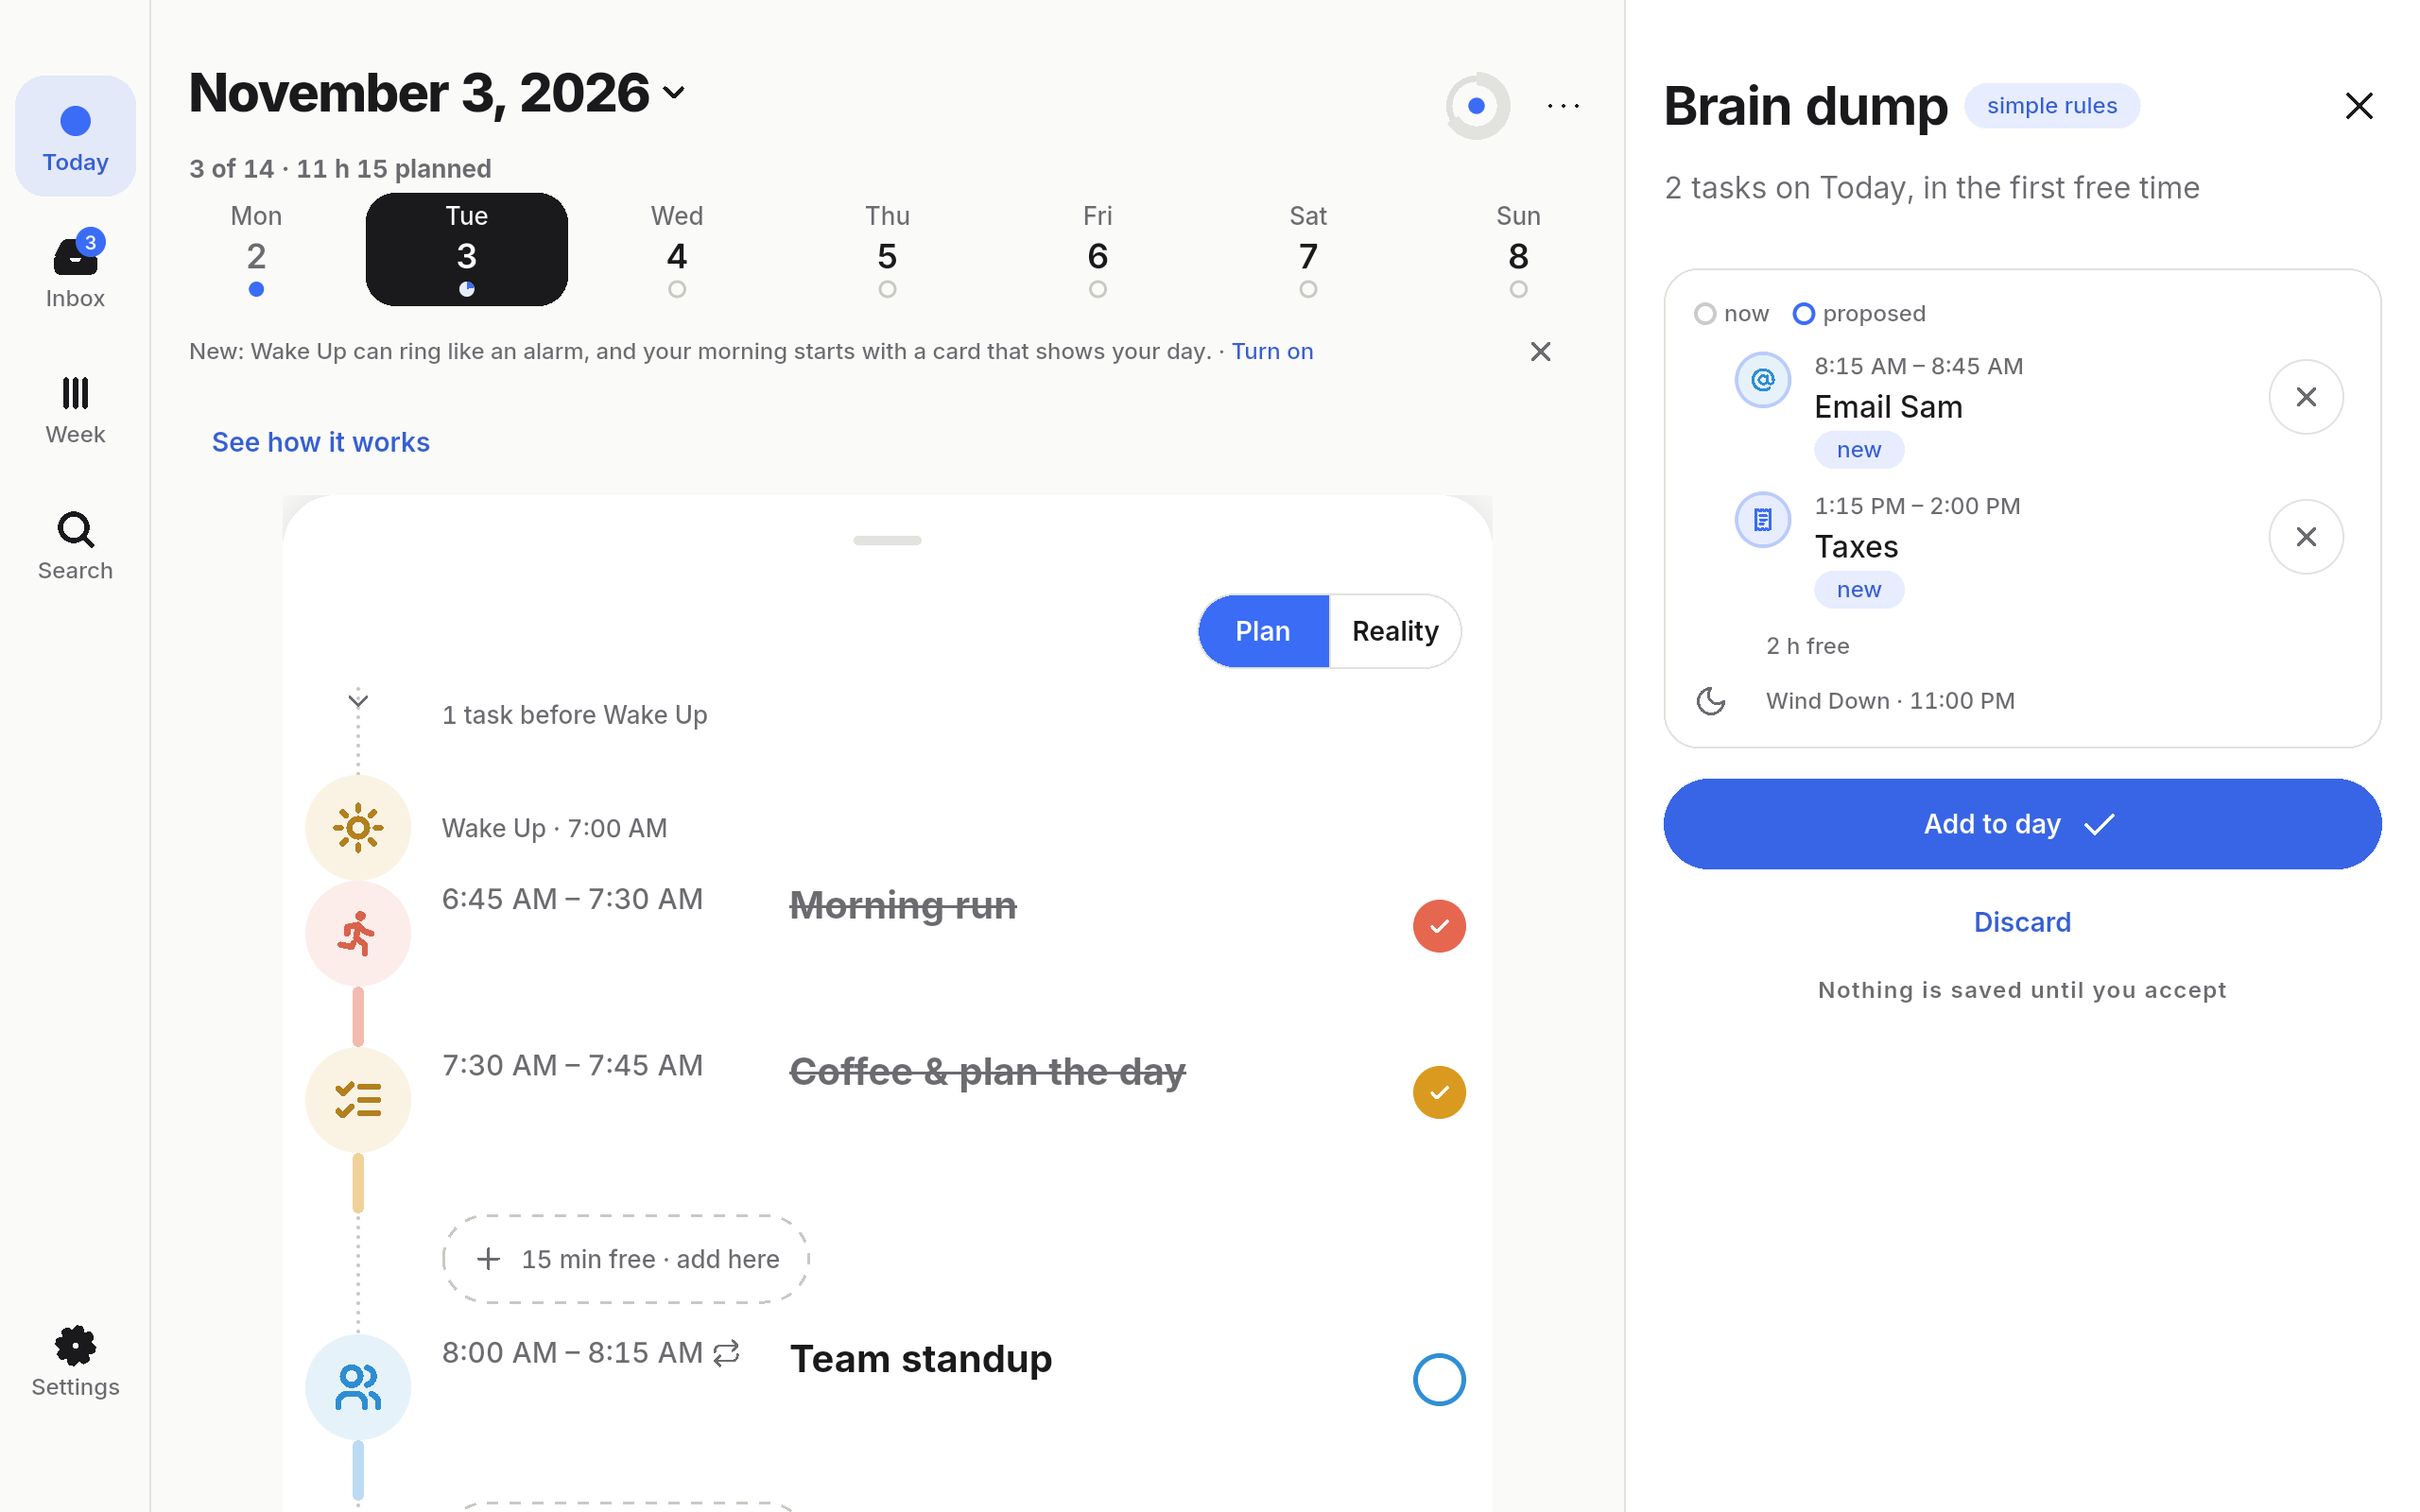 Today
3
Inbox
Week
Search
Settings
November 3, 2026
3 of 14 · 11 h 15 planned
Mon
2
Tue
3
Wed
4
Thu
5
Fri
6
Sat
7
Sun
8
New: Wake Up can ring like an alarm, and your morning starts with a card that shows your day. · Turn on
See how it works
Plan
Reality
1 task before Wake Up
Wake Up · 7:00 AM
6:45 AM – 7:30 AM
Morning run
7:30 AM – 7:45 AM
Coffee & plan the day
15 min free · add here
8:00 AM – 8:15 AM
Team standup
Brain dump
simple rules
2 tasks on Today, in the first free time
now
proposed
8:15 AM – 8:45 AM
Email Sam
new
1:15 PM – 2:00 PM
Taxes
new
2 h free
Wind Down · 11:00 PM
Add to day
Discard
Nothing is saved until you accept